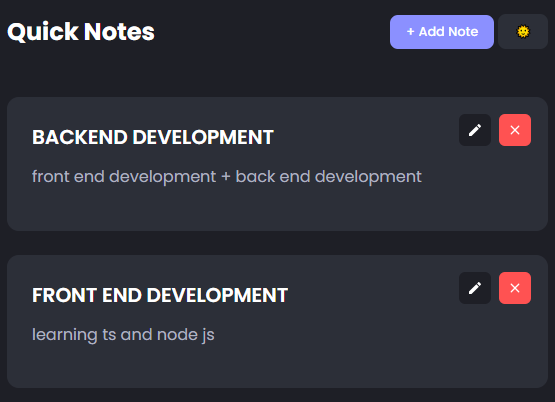 Quick Notes
+ Add Note
BACKEND DEVELOPMENT
front end development + back end development
FRONT END DEVELOPMENT
learning ts and node js